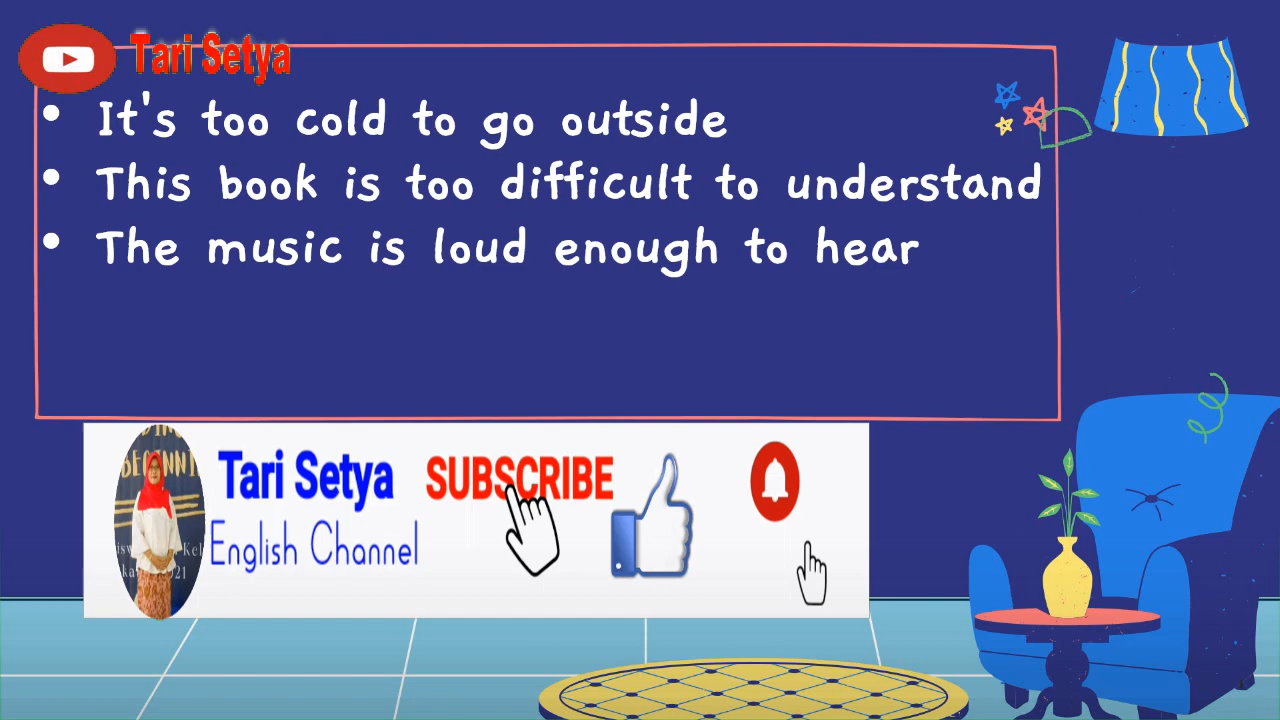 Tari Setya
It's too cold to go outside
This book is too difficult to understand
The music is loud enough to hear
Tari Setya
SUBSCRIBE
English Channel